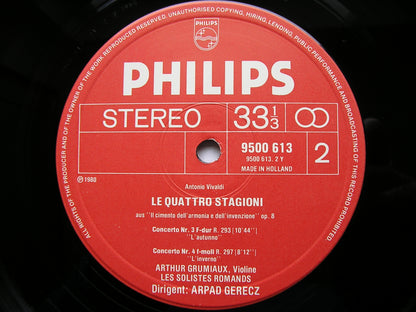 ALL RIGHTS OF THE PRODUCER AND OF THE OWNER OF THE WORK REPRODUCED RESERVED. UNAUTHORISED COPYING, HIRING, LENDING, PUBLIC PERFORMANCE AND BROADCASTING OF THIS RECORD PROHIBITED
PHILIPS
PHILIPS
STEREO 33 1/3
9500 613
9500 613.2 Y
MADE IN HOLLAND
2
℗ 1980
Antonio Vivaldi
LE QUATTRO STAGIONI
aus ''Il cimento dell'armonia e dell'invenzione'' op. 8
Concerto Nr. 3 F-dur R. 293 [10'44'']
''L'autunno''
Concerto Nr. 4 f-moll R. 297 [8'12'']
''L'inverno''
ARTHUR GRUMIAUX, Violine
LES SOLISTES ROMANDS
Dirigent: ARPAD GERECZ